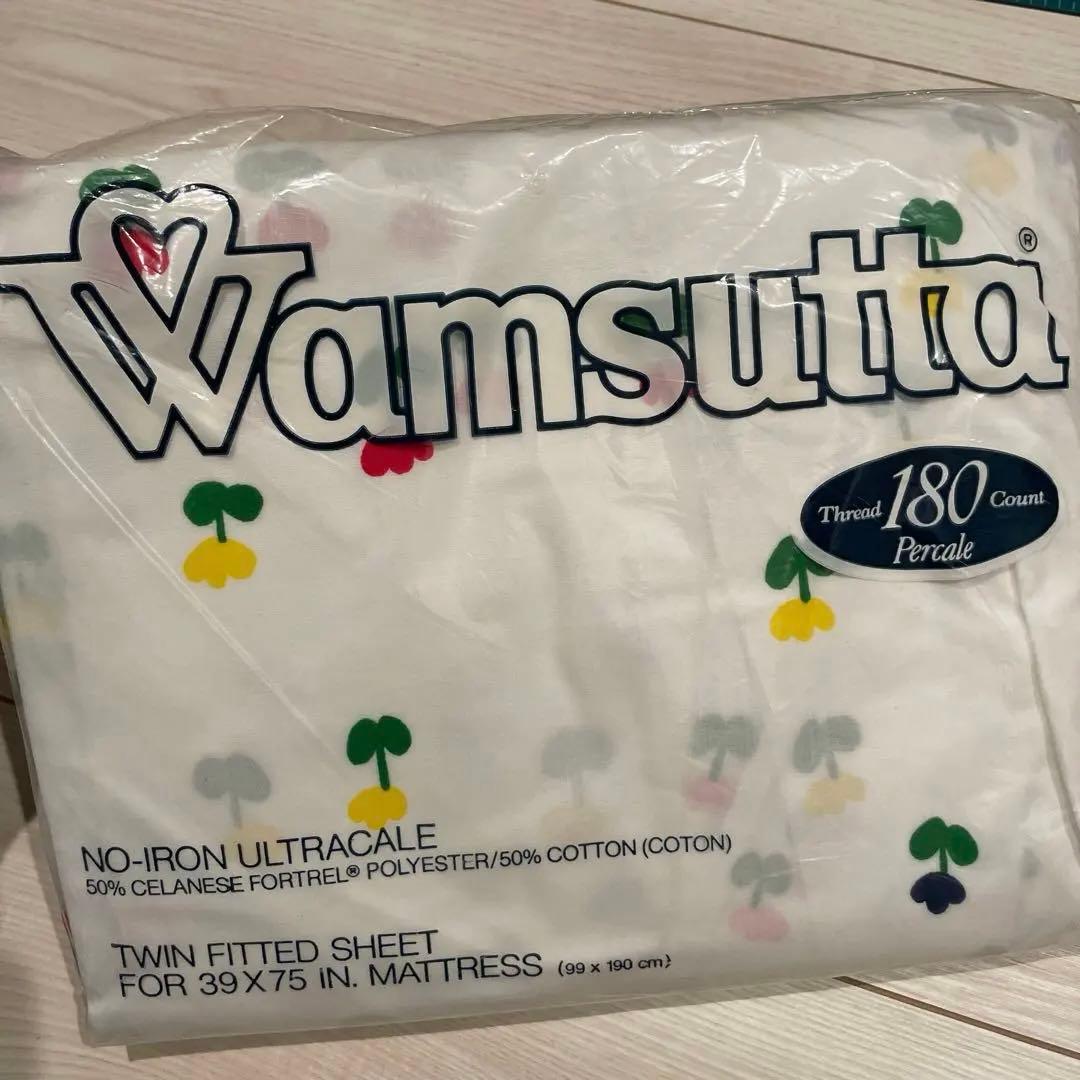 Wamsutta®
Thread 180 Count
Percale
NO-IRON ULTRACALE
50% CELANESE FORTREL® POLYESTER/50% COTTON (COTON)
TWIN FITTED SHEET
FOR 39X75 IN. MATTRESS (99 x 190 cm)